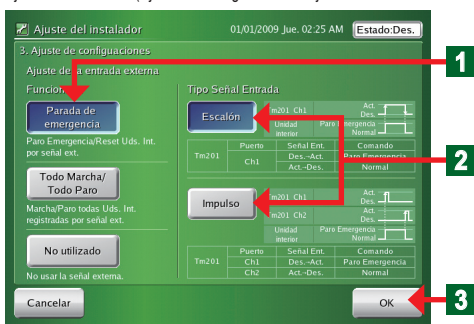 Ajuste del instalador
01/01/2009 Jue. 02:25 AM
Estado:Des.
3. Ajuste de configuaciones
1
Ajuste de la entrada externa
Funcion
Tipo Señal Entrada
Parada de
emergencia
Paro Emergencia/Reset Uds. Int.
por señal ext.
Todo Marcha/
Todo Paro
Marcha/Paro todas Uds. Int.
registradas por señal ext.
No utilizado
No usar la señal externa.
Escalón
Tm201 Ch1
Act.
Des.
Unidad
interior
Paro Emergencia
Normal
Puerto Señal Ent. Comando
Tm201 Ch1 Des.→Act. Paro Emergencia
Act.→Des. Normal
2
Impulso
Tm201 Ch1
Act.
Des.
Tm201 Ch2
Act.
Des.
Unidad
interior
Paro Emergencia
Normal
Puerto Señal Ent. Comando
Tm201 Ch1 Des.→Act. Paro Emergencia
Ch2 Act.→Des. Normal
Cancelar
OK
3